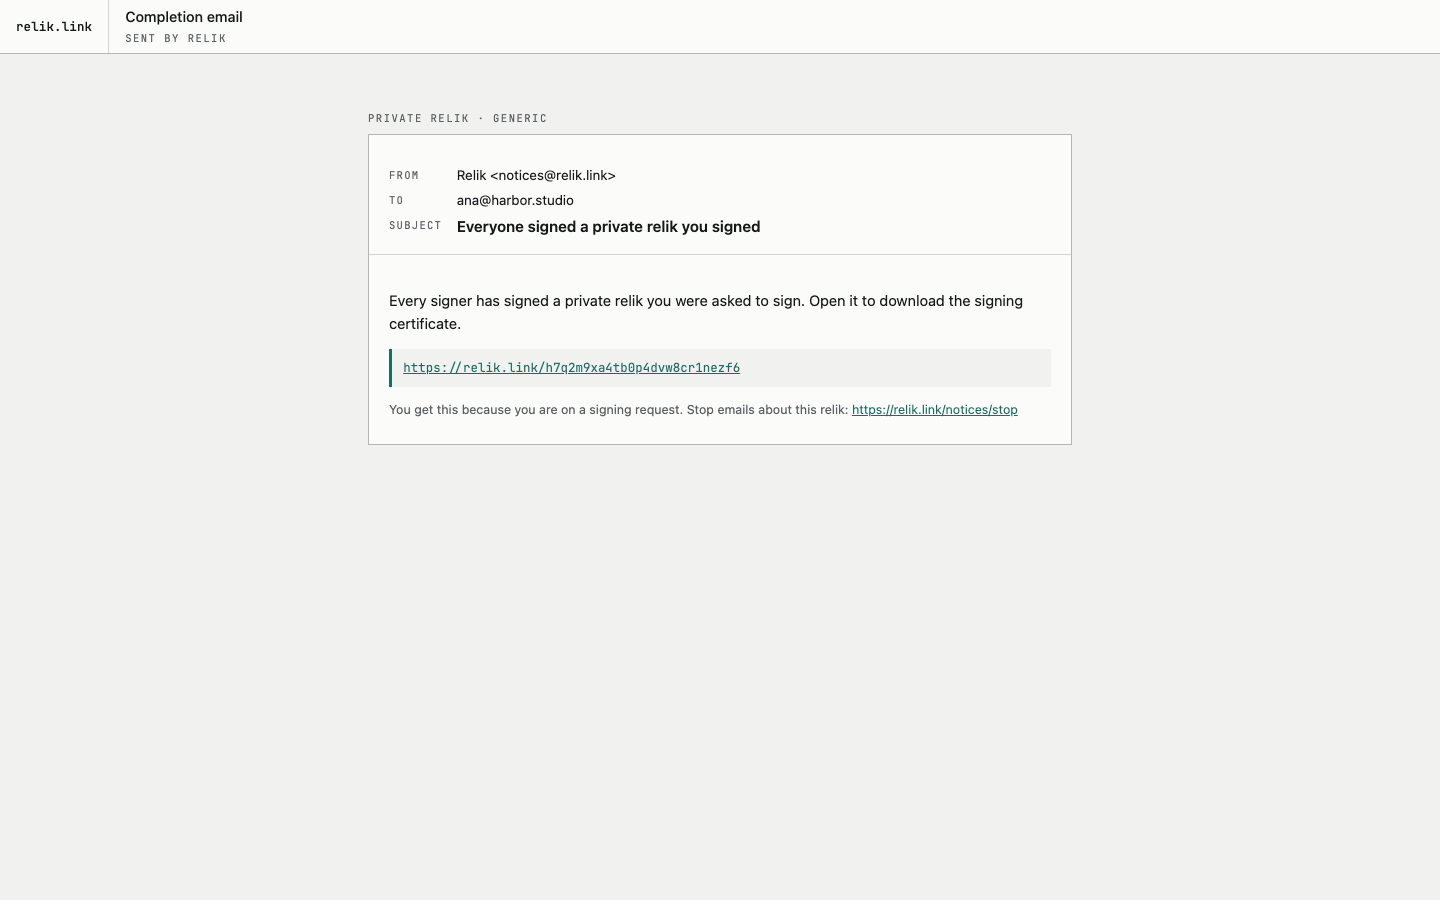 relik.link
Completion email
SENT BY RELIK
PRIVATE RELIK · GENERIC
FROM Relik <notices@relik.link>
TO ana@harbor.studio
SUBJECT Everyone signed a private relik you signed
Every signer has signed a private relik you were asked to sign. Open it to download the signing
certificate.
https://relik.link/h7q2m9xa4tb0p4dvw8cr1nezf6
You get this because you are on a signing request. Stop emails about this relik: https://relik.link/notices/stop